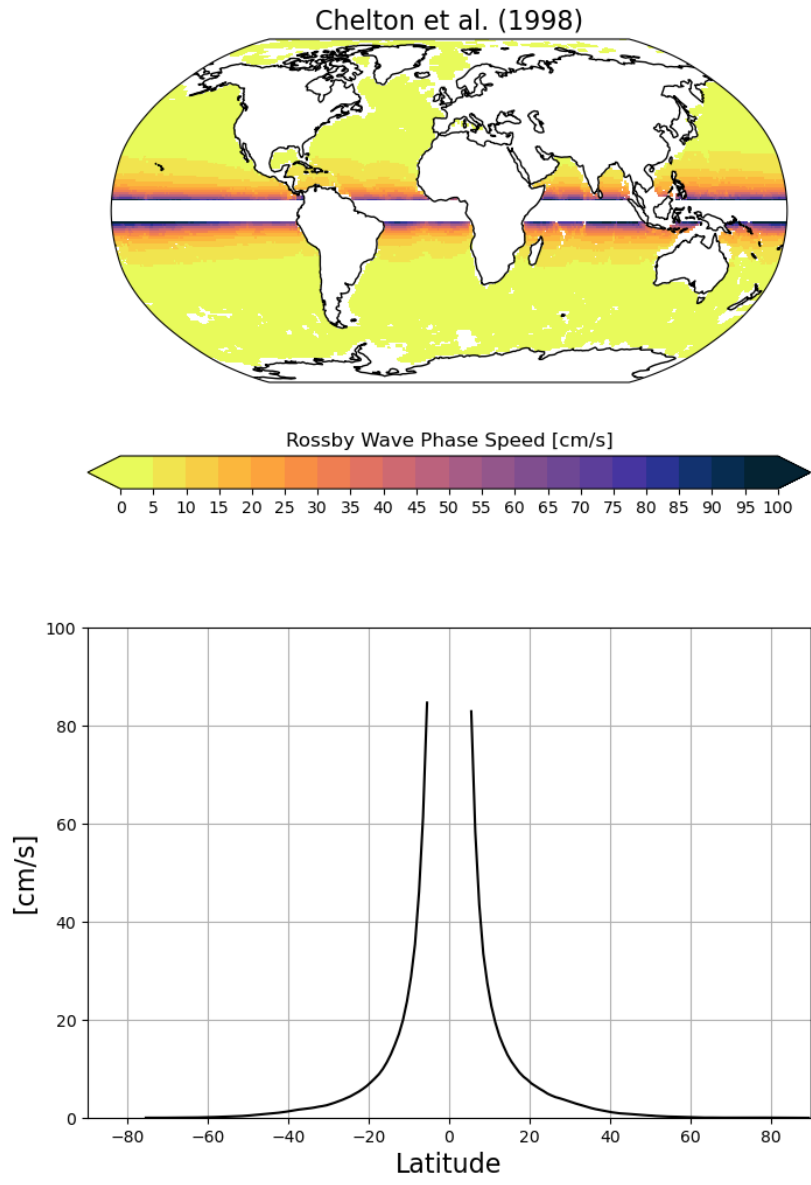 Chelton et al. (1998)
Rossby Wave Phase Speed [cm/s]
0 5 10 15 20 25 30 35 40 45 50 55 60 65 70 75 80 85 90 95 100
100
80
60
40
20
0
[cm/s]
−80 −60 −40 −20 0 20 40 60 80
Latitude